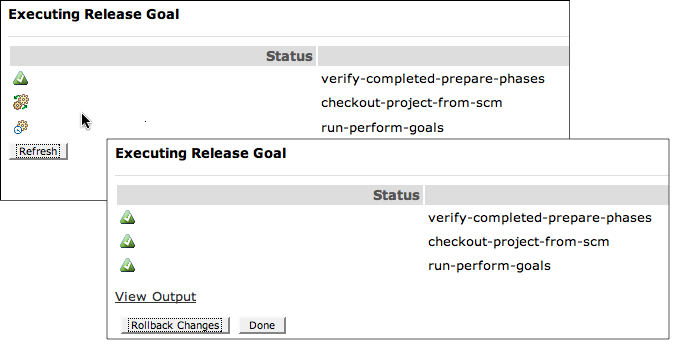 Executing Release Goal
Status
verify-completed-prepare-phases
checkout-project-from-scm
run-perform-goals
Refresh
Executing Release Goal
Status
verify-completed-prepare-phases
checkout-project-from-scm
run-perform-goals
View Output
Rollback Changes Done